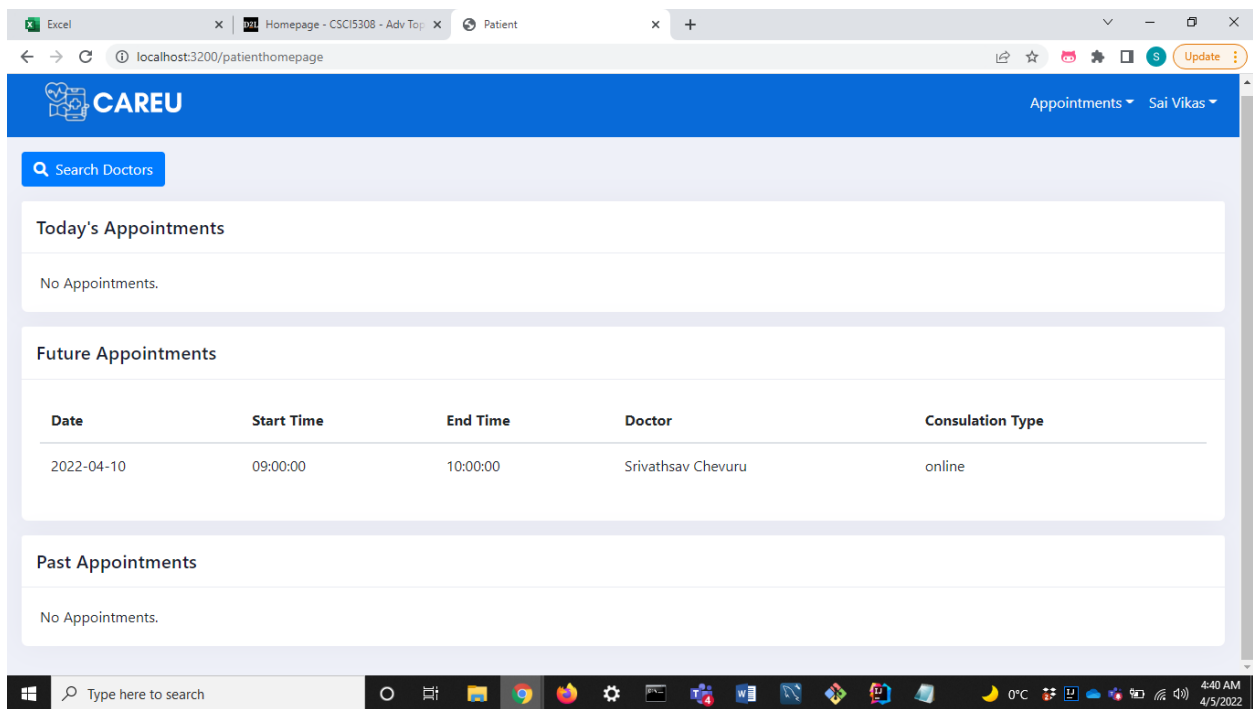 Excel
D2L Homepage - CSCI5308 - Adv Top
Patient
localhost:3200/patienthomepage
S
Update
CAREU
Appointments Sai Vikas
Search Doctors
Today's Appointments
No Appointments.
Future Appointments
Date Start Time End Time Doctor Consulation Type
2022-04-10 09:00:00 10:00:00 Srivathsav Chevuru online
Past Appointments
No Appointments.
Type here to search
0°C
4:40 AM
4/5/2022